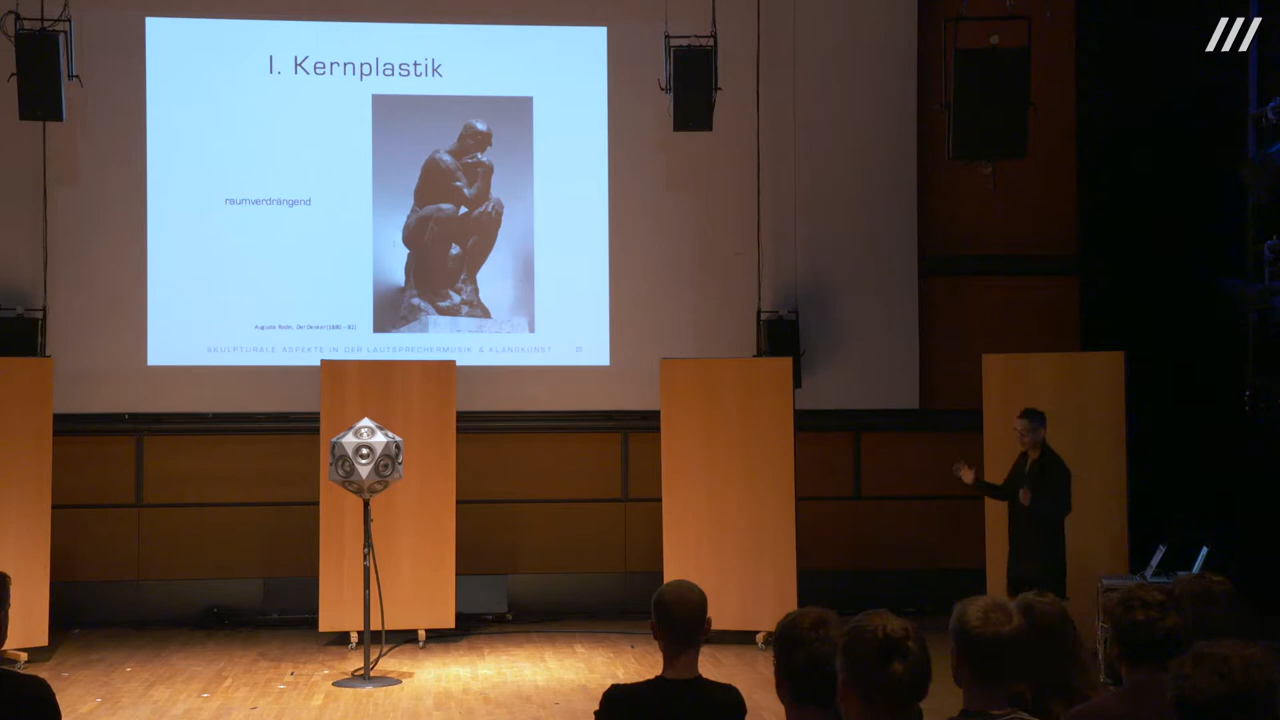 I. Kernplastik
raumverdrängend
Auguste Rodin, Der Denker (1880 – 82)
SKULPTURALE ASPEKTE IN DER LAUTSPRECHERMUSIK & KLANGKUNST